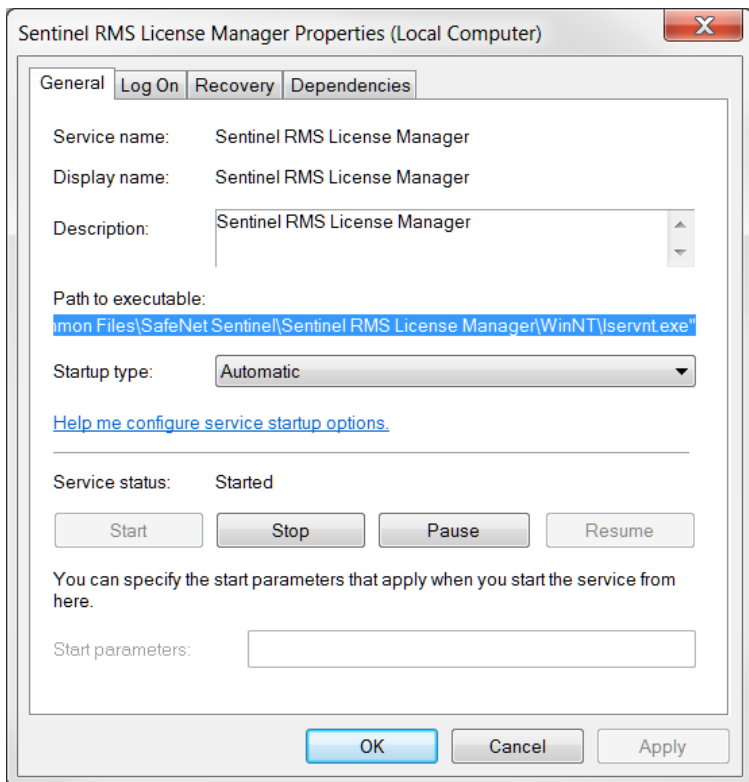 Sentinel RMS License Manager Properties (Local Computer)
X
General Log On Recovery Dependencies
Service name: Sentinel RMS License Manager
Display name: Sentinel RMS License Manager
Description: Sentinel RMS License Manager
Path to executable:
mmon Files\SafeNet Sentinel\Sentinel RMS License Manager\WinNT\lservnt.exe"
Startup type: Automatic
Help me configure service startup options.
Service status: Started
Start Stop Pause Resume
You can specify the start parameters that apply when you start the service from
here.
Start parameters:
OK Cancel Apply